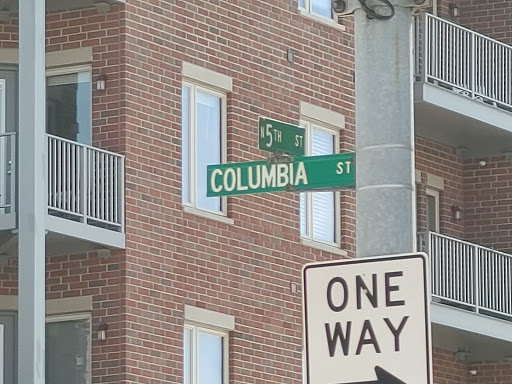 N 5TH ST
COLUMBIA ST
ONE
WAY